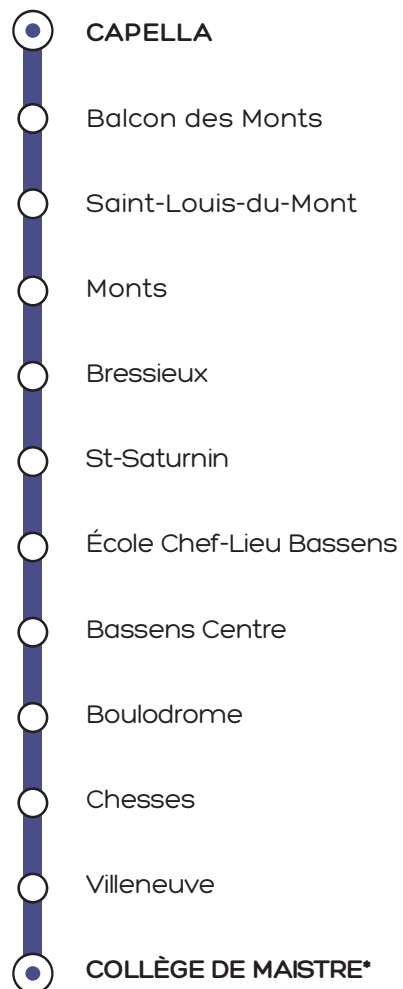 CAPELLA
Balcon des Monts
Saint-Louis-du-Mont
Monts
Bressieux
St-Saturnin
École Chef-Lieu Bassens
Bassens Centre
Boulodrome
Chesses
Villeneuve
COLLÈGE DE MAISTRE*